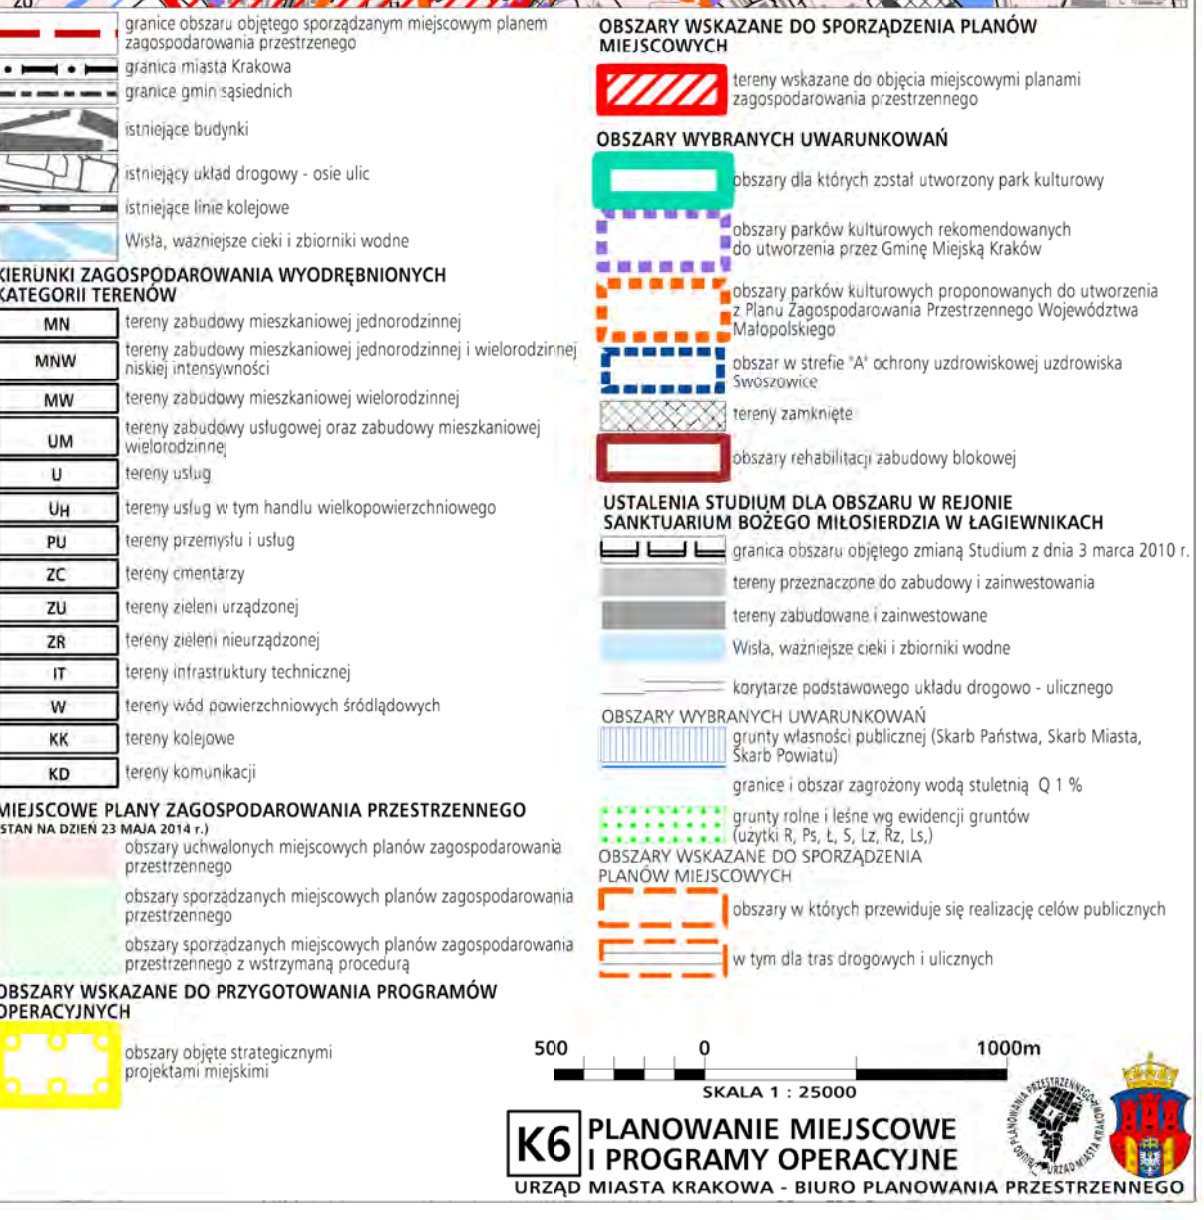 ZU
granice obszaru objętego sporządzanym miejscowym planem
zagospodarowania przestrzenego
granica miasta Krakowa
granice gmin sąsiednich
istniejące budynki
istniejący układ drogowy - osie ulic
istniejące linie kolejowe
Wisła, ważniejsze cieki i zbiorniki wodne
KIERUNKI ZAGOSPODAROWANIA WYODRĘBNIONYCH
KATEGORII TERENÓW
MN tereny zabudowy mieszkaniowej jednorodzinnej
MNW tereny zabudowy mieszkaniowej jednorodzinnej i wielorodzinnej
niskiej intensywności
MW tereny zabudowy mieszkaniowej wielorodzinnej
UM tereny zabudowy usługowej oraz zabudowy mieszkaniowej
wielorodzinnej
U tereny usług
UH tereny usług w tym handlu wielkopowierzchniowego
PU tereny przemysłu i usług
ZC tereny cmentarzy
ZU tereny zieleni urządzonej
ZR tereny zieleni nieurządzonej
IT tereny infrastruktury technicznej
W tereny wód powierzchniowych śródlądowych
KK tereny kolejowe
KD tereny komunikacji
MIEJSCOWE PLANY ZAGOSPODAROWANIA PRZESTRZENNEGO
(STAN NA DZIEŃ 23 MAJA 2014 r.)
obszary uchwalonych miejscowych planów zagospodarowania
przestrzennego
obszary sporządzanych miejscowych planów zagospodarowania
przestrzennego
obszary sporządzanych miejscowych planów zagospodarowania
przestrzennego z wstrzymaną procedurą
OBSZARY WSKAZANE DO PRZYGOTOWANIA PROGRAMÓW
OPERACYJNYCH
obszary objęte strategicznymi
projektami miejskimi
OBSZARY WSKAZANE DO SPORZĄDZENIA PLANÓW
MIEJSCOWYCH
tereny wskazane do objęcia miejscowymi planami
zagospodarowania przestrzennego
OBSZARY WYBRANYCH UWARUNKOWAŃ
obszary dla których został utworzony park kulturowy
obszary parków kulturowych rekomendowanych
do utworzenia przez Gminę Miejską Kraków
obszary parków kulturowych proponowanych do utworzenia
z Planu Zagospodarowania Przestrzennego Województwa
Małopolskiego
obszar w strefie "A" ochrony uzdrowiskowej uzdrowiska
Swoszowice
tereny zamknięte
obszary rehabilitacji zabudowy blokowej
USTALENIA STUDIUM DLA OBSZARU W REJONIE
SANKTUARIUM BOŻEGO MIŁOSIERDZIA W ŁAGIEWNIKACH
granica obszaru objętego zmianą Studium z dnia 3 marca 2010 r.
tereny przeznaczone do zabudowy i zainwestowania
tereny zabudowane i zainwestowane
Wisła, ważniejsze cieki i zbiorniki wodne
korytarze podstawowego układu drogowo - ulicznego
OBSZARY WYBRANYCH UWARUNKOWAŃ
grunty własności publicznej (Skarb Państwa, Skarb Miasta,
Skarb Powiatu)
granice i obszar zagrożony wodą stuletnią Q 1 %
grunty rolne i leśne wg ewidencji gruntów
(użytki R, Ps, Ł, S, Lz, Rz, Ls,)
OBSZARY WSKAZANE DO SPORZĄDZENIA
PLANÓW MIEJSCOWYCH
obszary w których przewiduje się realizację celów publicznych
w tym dla tras drogowych i ulicznych
500 0 1000m
SKALA 1 : 25000
K6 PLANOWANIE MIEJSCOWE
I PROGRAMY OPERACYJNE
BIURO PLANOWANIA PRZESTRZENNEGO URZĄD MIASTA KRAKOWA
URZĄD MIASTA KRAKOWA - BIURO PLANOWANIA PRZESTRZENNEGO